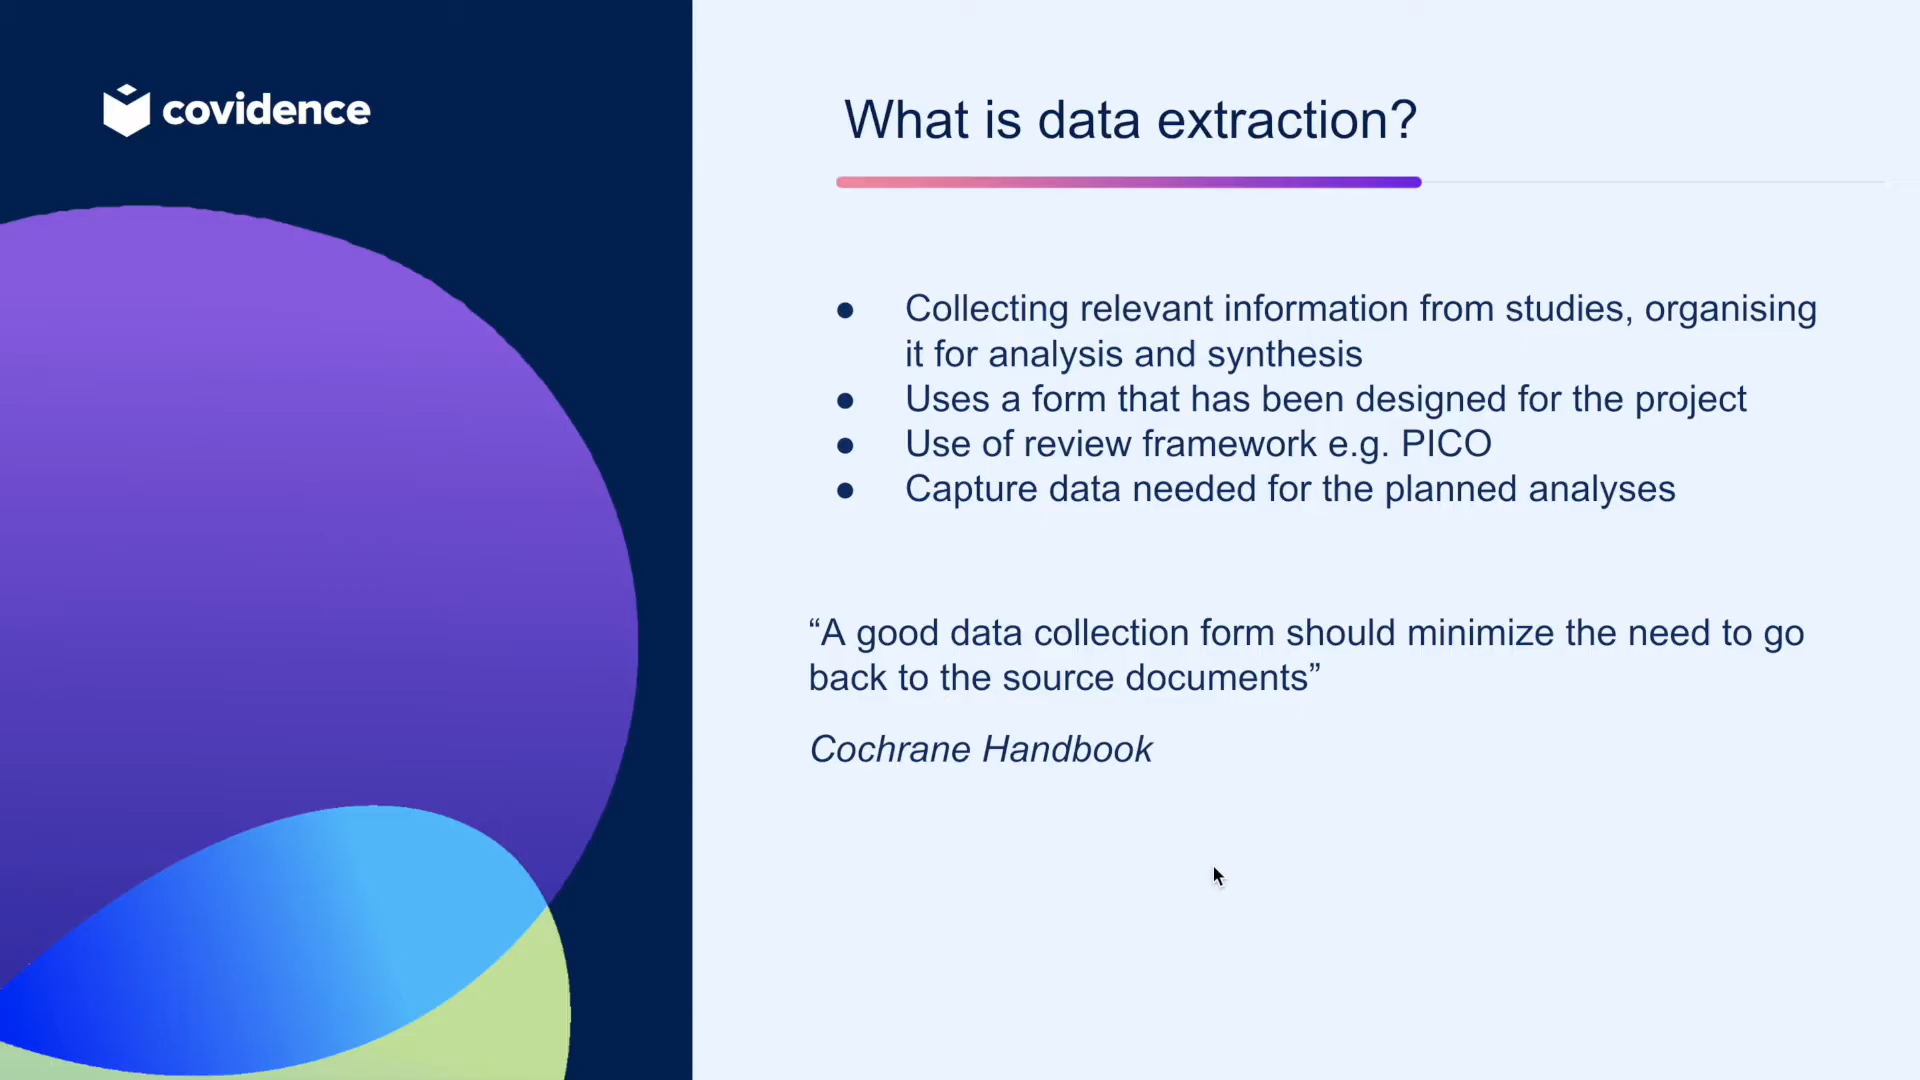 covidence
What is data extraction?
● Collecting relevant information from studies, organising
it for analysis and synthesis
● Uses a form that has been designed for the project
● Use of review framework e.g. PICO
● Capture data needed for the planned analyses
“A good data collection form should minimize the need to go
back to the source documents”
Cochrane Handbook